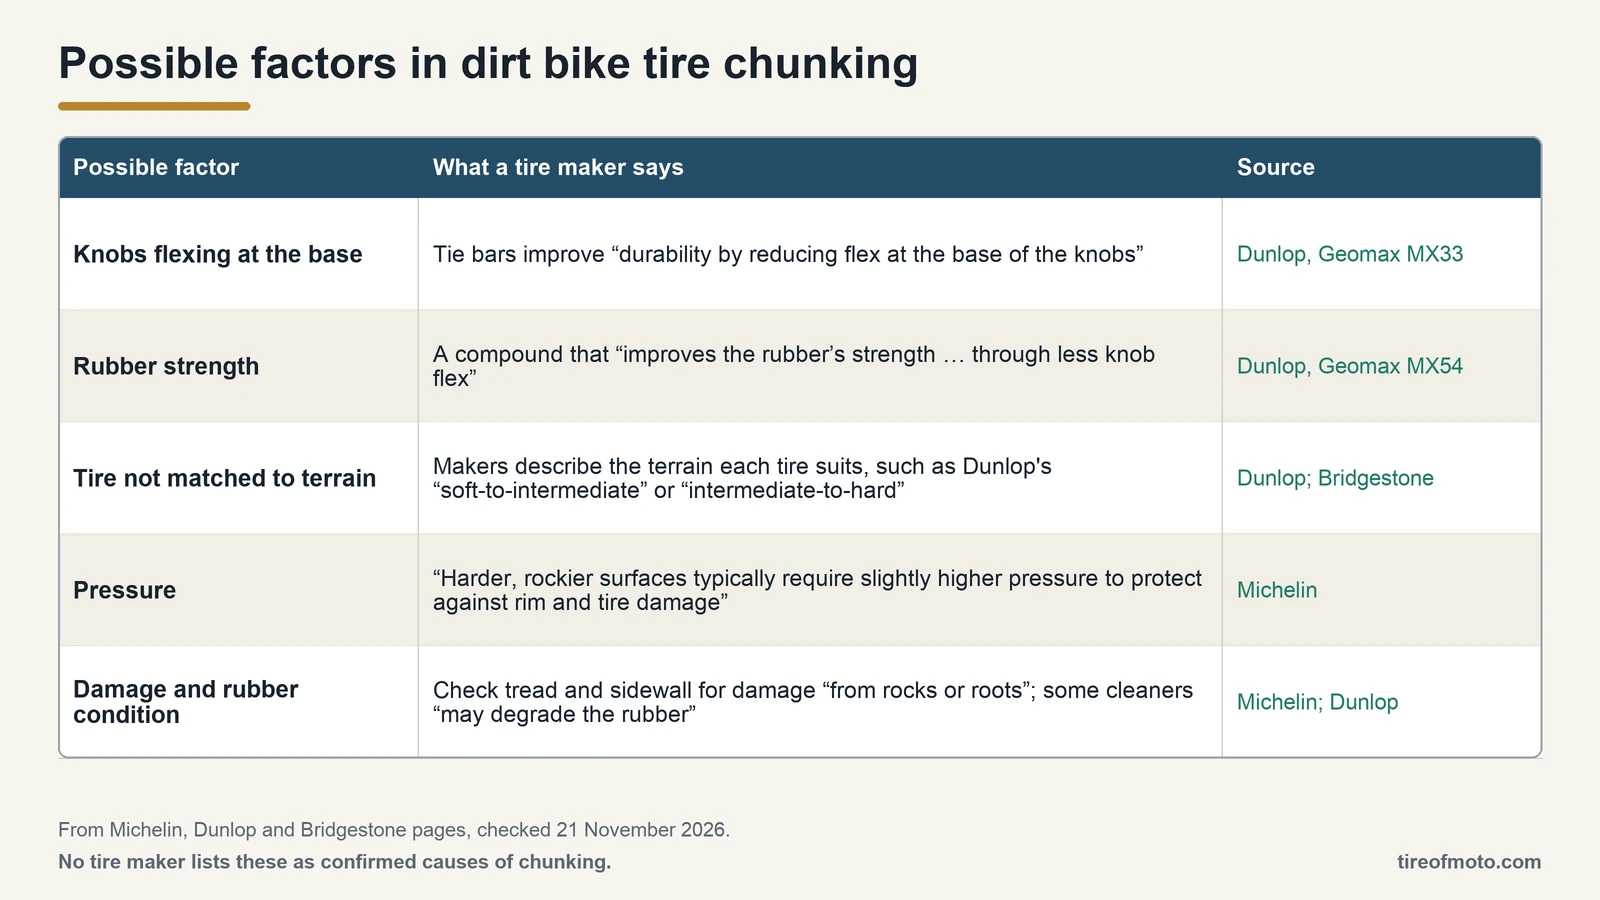 Possible factors in dirt bike tire chunking
Possible factor
What a tire maker says
Source
Knobs flexing at the base
Tie bars improve “durability by reducing flex at the base of the knobs”
Dunlop, Geomax MX33
Rubber strength
A compound that “improves the rubber’s strength … through less knob
flex”
Dunlop, Geomax MX54
Tire not matched to terrain
Makers describe the terrain each tire suits, such as Dunlop's
“soft-to-intermediate” or “intermediate-to-hard”
Dunlop; Bridgestone
Pressure
“Harder, rockier surfaces typically require slightly higher pressure to protect
against rim and tire damage”
Michelin
Damage and rubber
condition
Check tread and sidewall for damage “from rocks or roots”; some cleaners
“may degrade the rubber”
Michelin; Dunlop
From Michelin, Dunlop and Bridgestone pages, checked 21 November 2026.
No tire maker lists these as confirmed causes of chunking.
tireofmoto.com